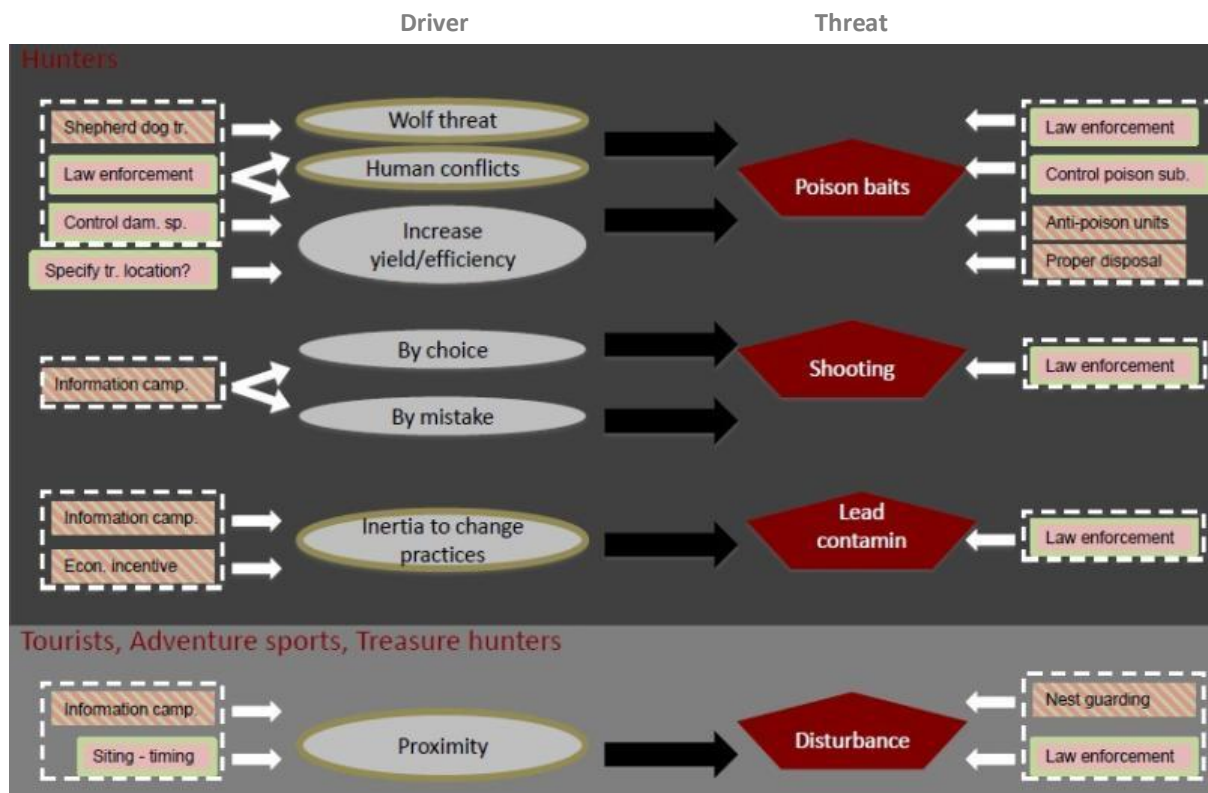 Driver
Threat
Hunters
Shepherd dog tr.
Law enforcement
Control dam. sp.
Specify tr. location?
Wolf threat
Human conflicts
Increase
yield/efficiency
Poison baits
Law enforcement
Control poison sub.
Anti-poison units
Proper disposal
Information camp.
By choice
By mistake
Shooting
Law enforcement
Information camp.
Econ. incentive
Inertia to change
practices
Lead
contamin
Law enforcement
Tourists, Adventure sports, Treasure hunters
Information camp.
Siting - timing
Proximity
Disturbance
Nest guarding
Law enforcement